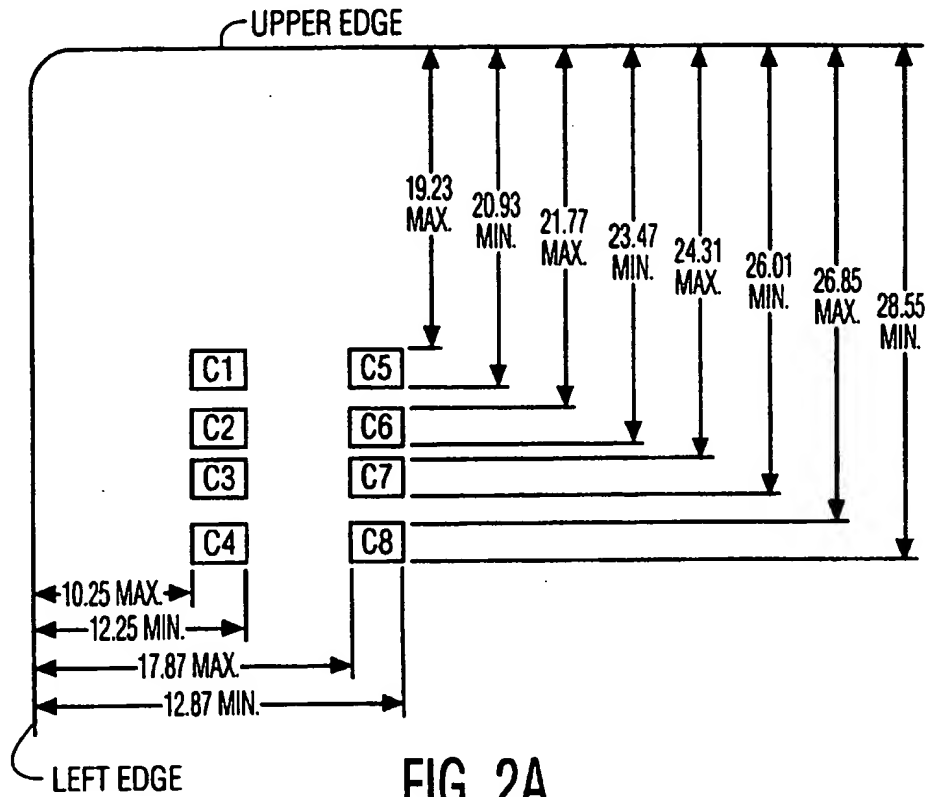 UPPER EDGE
19.23
MAX.
20.93
MIN.
21.77
MAX.
23.47
MIN.
24.31
MAX.
26.01
MIN.
26.85
MAX.
28.55
MIN.
C1
C5
C2
C6
C3
C7
C4
C8
10.25 MAX.
12.25 MIN.
17.87 MAX.
12.87 MIN.
LEFT EDGE
FIG. 2A